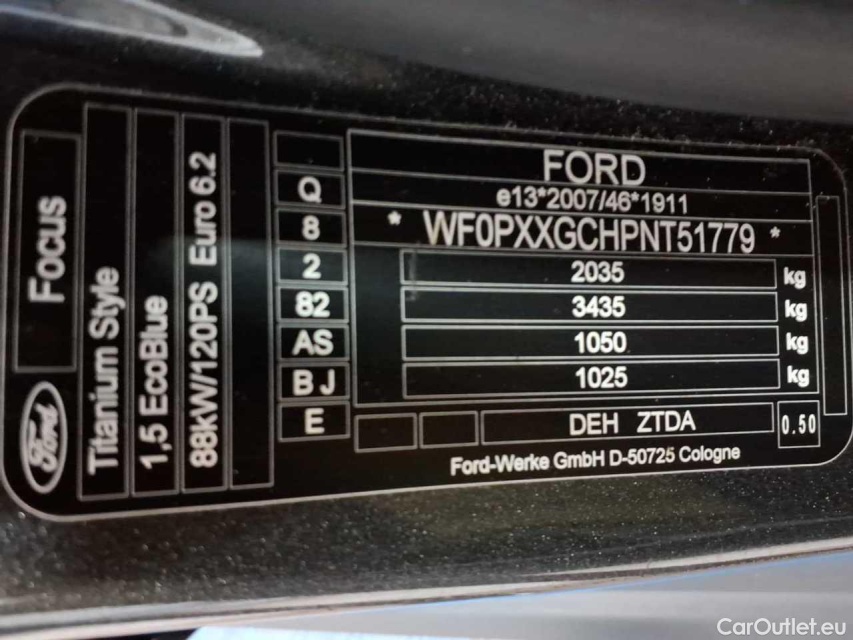 Focus
Ford
Titanium Style
1,5 EcoBlue
88kW/120PS Euro 6.2
Q
8
2
82
AS
BJ
E
FORD
e13*2007/46*1911
* WF0PXXGCHPNT51779 *
2035 kg
3435 kg
1050 kg
1025 kg
DEH ZTDA 0.50
Ford-Werke GmbH D-50725 Cologne
CarOutlet.eu